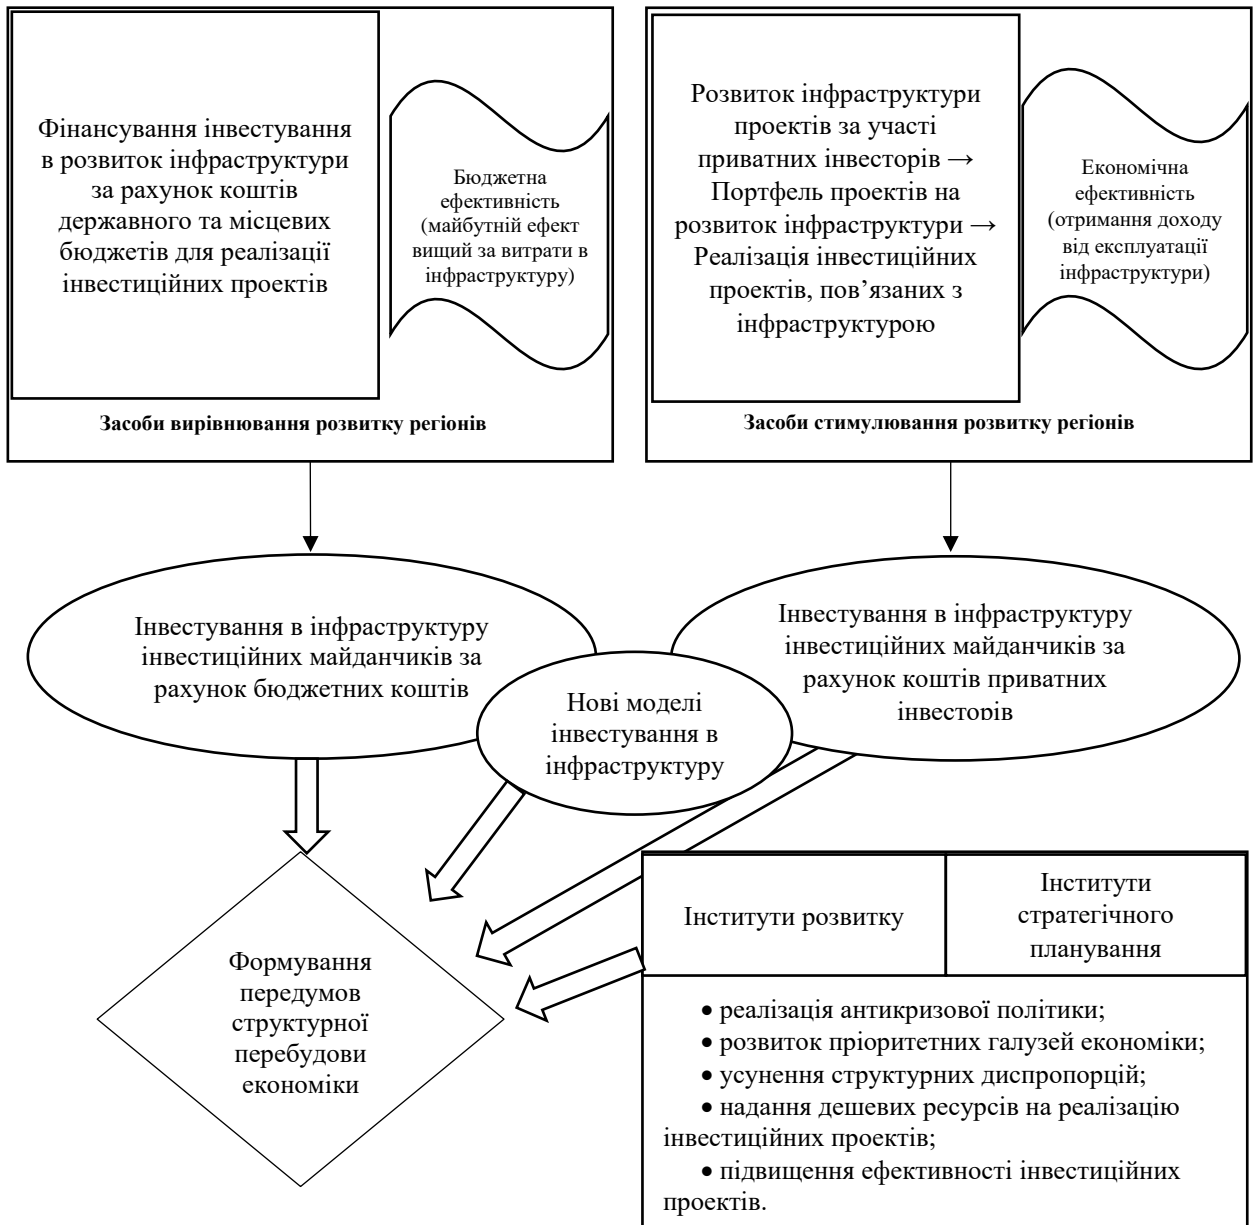 Фінансування інвестування
в розвиток інфраструктури
за рахунок коштів
державного та місцевих
бюджетів для реалізації
інвестиційних проектів
Бюджетна
ефективність
(майбутній ефект
вищий за витрати в
інфраструктуру)
Засоби вирівнювання розвитку регіонів
Розвиток інфраструктури
проектів за участі
приватних інвесторів →
Портфель проектів на
розвиток інфраструктури →
Реалізація інвестиційних
проектів, пов’язаних з
інфраструктурою
Економічна
ефективність
(отримання доходу
від експлуатації
інфраструктури)
Засоби стимулювання розвитку регіонів
Інвестування в інфраструктуру
інвестиційних майданчиків за
рахунок бюджетних коштів
Нові моделі
інвестування в
інфраструктуру
Інвестування в інфраструктуру
інвестиційних майданчиків за
рахунок коштів приватних
інвесторів
Формування
передумов
структурної
перебудови
економіки
Інститути розвитку
Інститути
стратегічного
планування
• реалізація антикризової політики;
• розвиток пріоритетних галузей економіки;
• усунення структурних диспропорцій;
• надання дешевих ресурсів на реалізацію
інвестиційних проектів;
• підвищення ефективності інвестиційних
проектів.